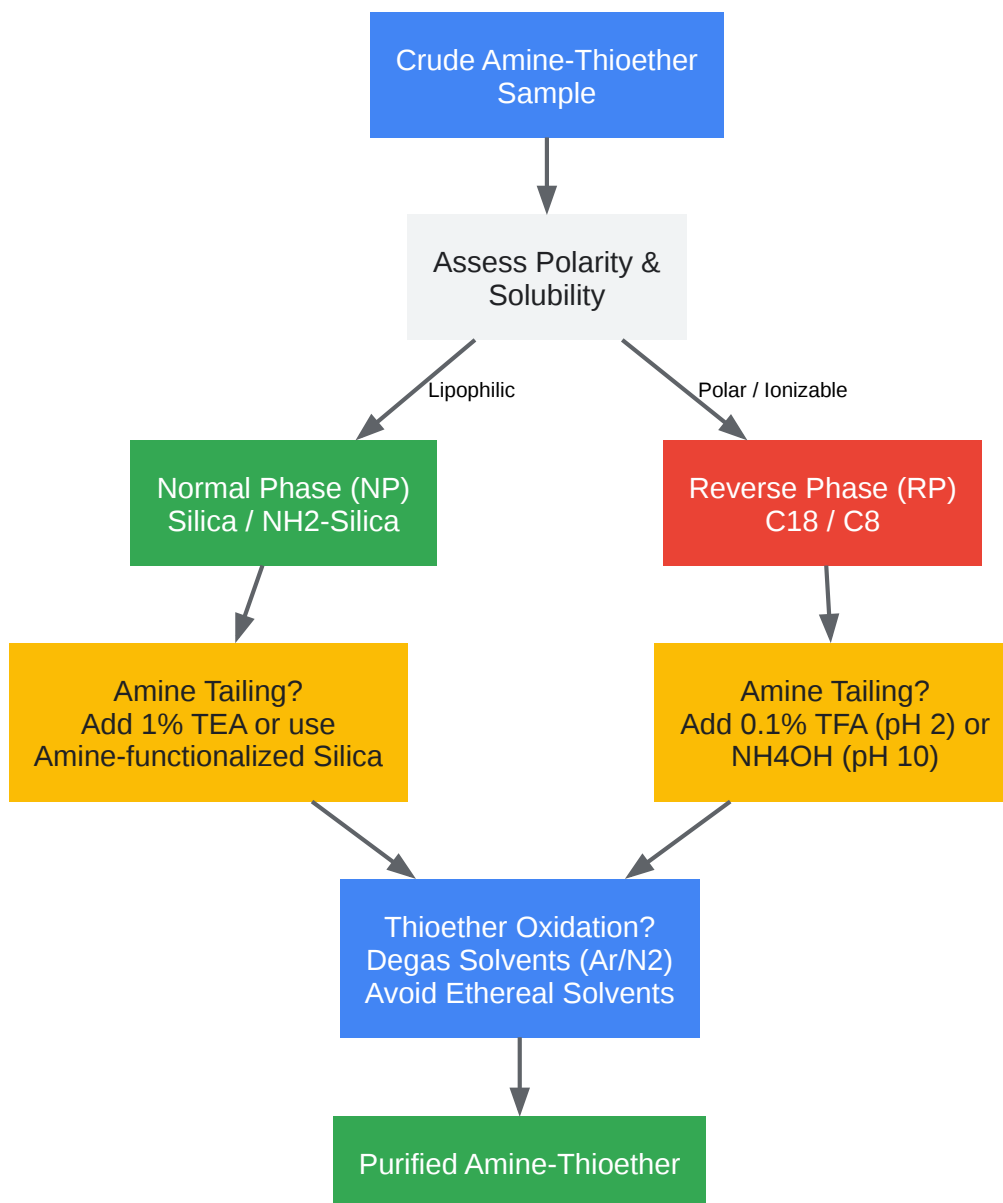 Crude Amine-Thioether
Sample
Assess Polarity &
Solubility
Lipophilic
Polar / Ionizable
Normal Phase (NP)
Silica / NH2-Silica
Reverse Phase (RP)
C18 / C8
Amine Tailing?
Add 1% TEA or use
Amine-functionalized Silica
Amine Tailing?
Add 0.1% TFA (pH 2) or
NH4OH (pH 10)
Thioether Oxidation?
Degas Solvents (Ar/N2)
Avoid Ethereal Solvents
Purified Amine-Thioether